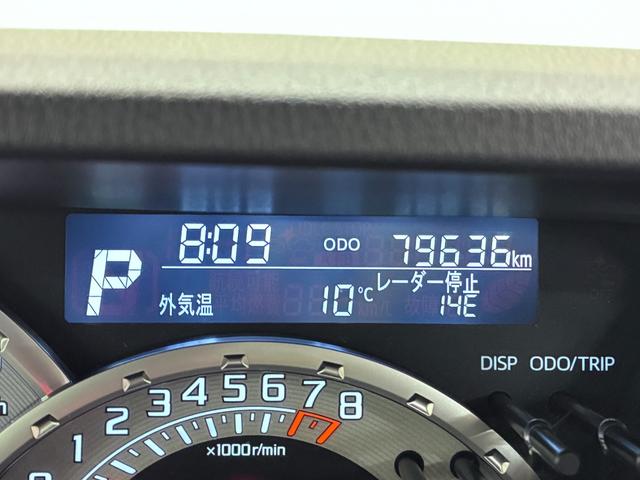 8:09 ODO 79636km
P
レーダー停止
外気温 10℃ 14E
DISP ODO/TRIP
1 2 3 4 5 6 7 8
×1000r/min